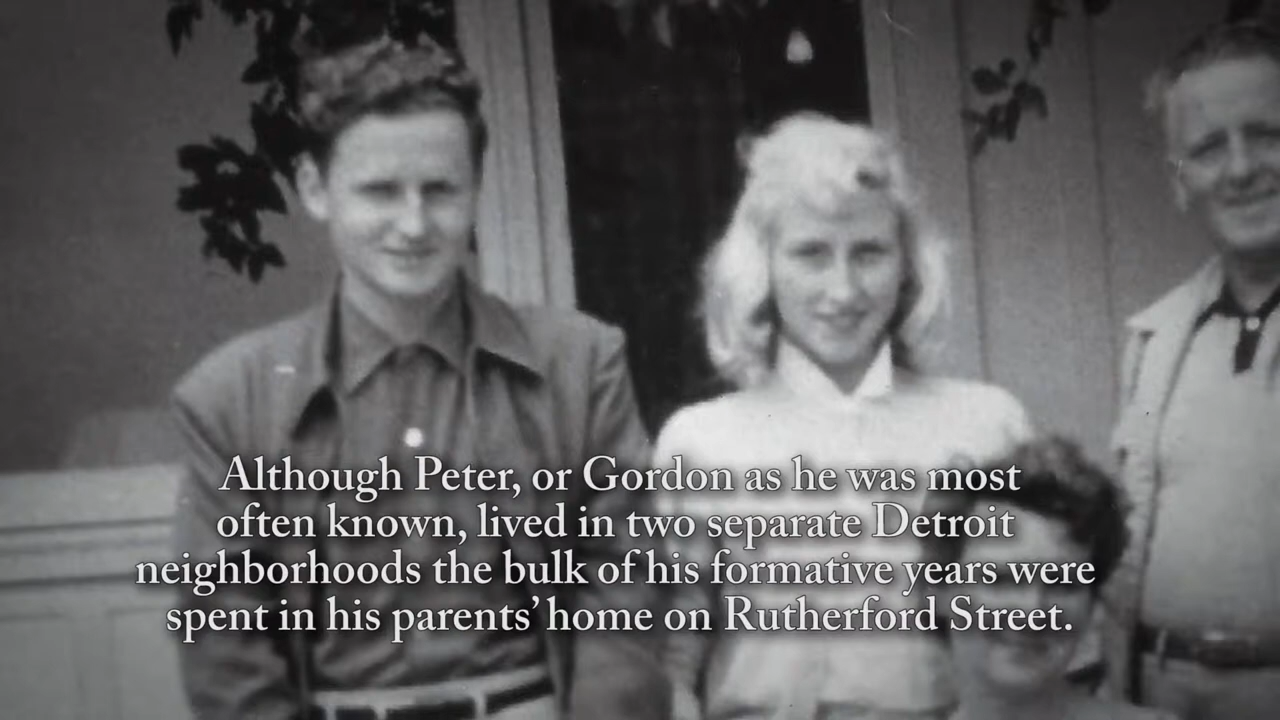 Although Peter, or Gordon as he was most
often known, lived in two separate Detroit
neighborhoods the bulk of his formative years were
spent in his parents’ home on Rutherford Street.